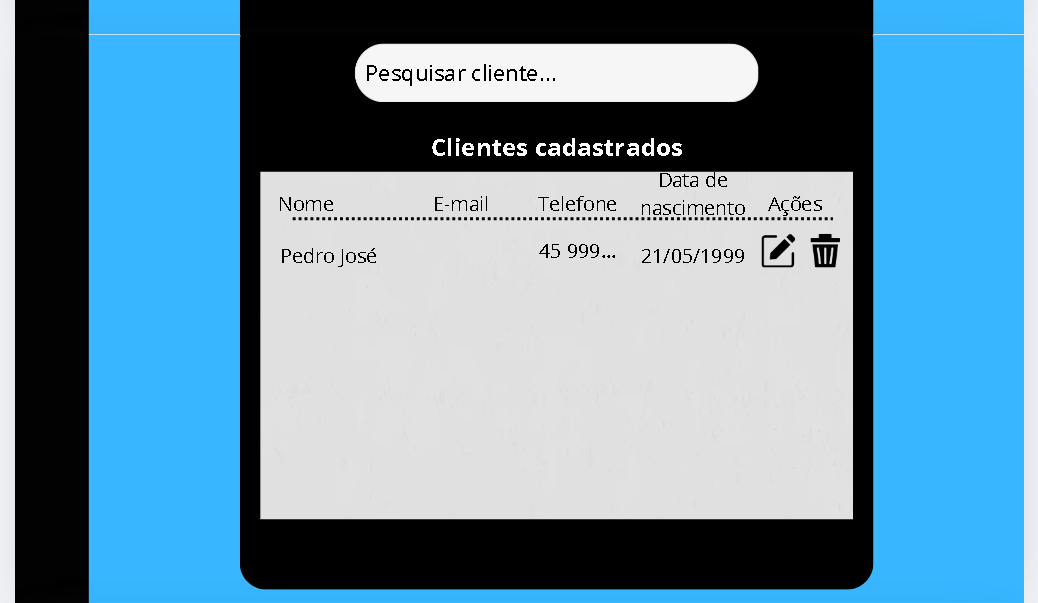 Pesquisar cliente...
Clientes cadastrados
Nome E-mail Telefone Data de nascimento Ações
Pedro José 45 999... 21/05/1999